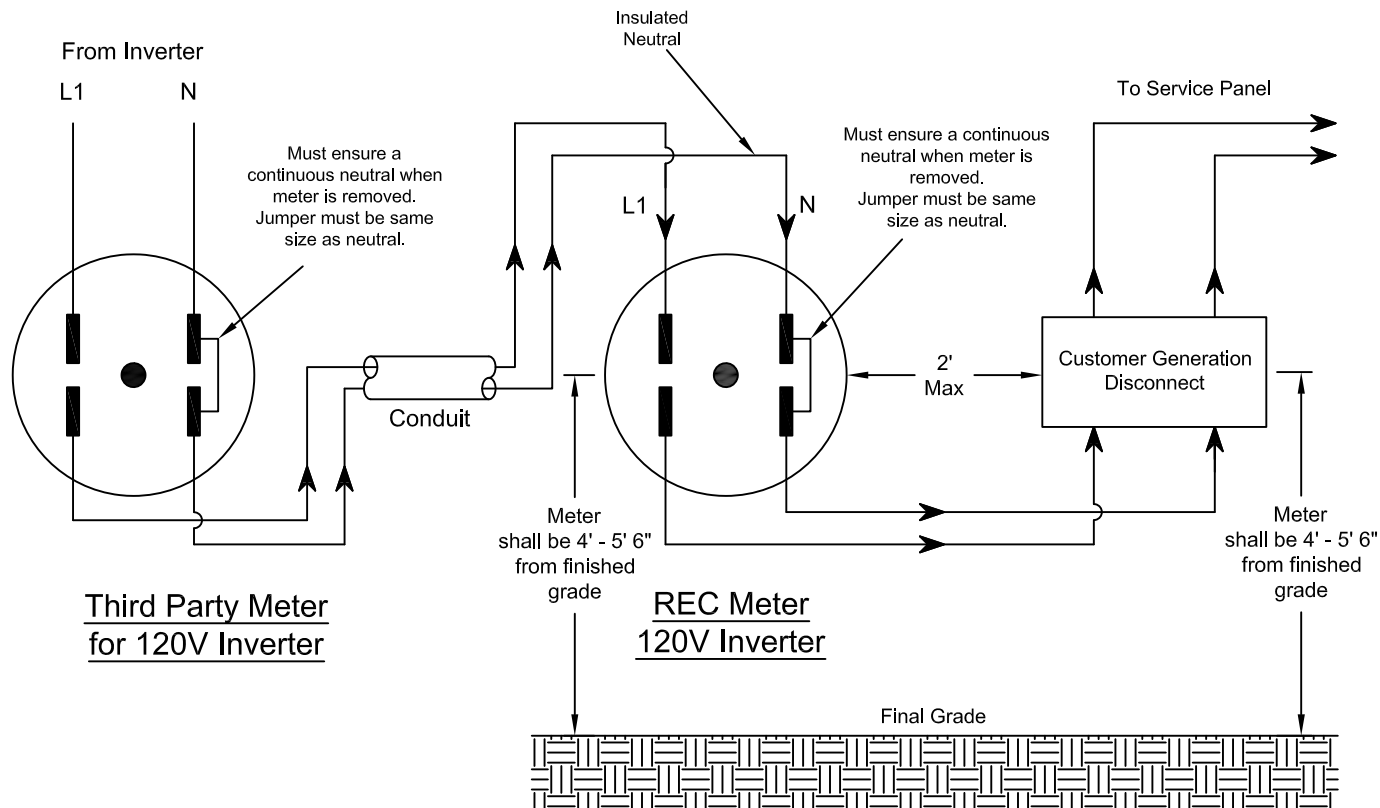 From Inverter
L1
N
Must ensure a
continuous neutral when
meter is removed.
Jumper must be same
size as neutral.
Conduit
Third Party Meter
for 120V Inverter
Insulated
Neutral
L1
N
Must ensure a continuous
neutral when meter is
removed.
Jumper must be same
size as neutral.
2'
Max
REC Meter
120V Inverter
Meter
shall be 4' - 5' 6"
from finished
grade
To Service Panel
Customer Generation
Disconnect
Meter
shall be 4' - 5' 6"
from finished
grade
Final Grade